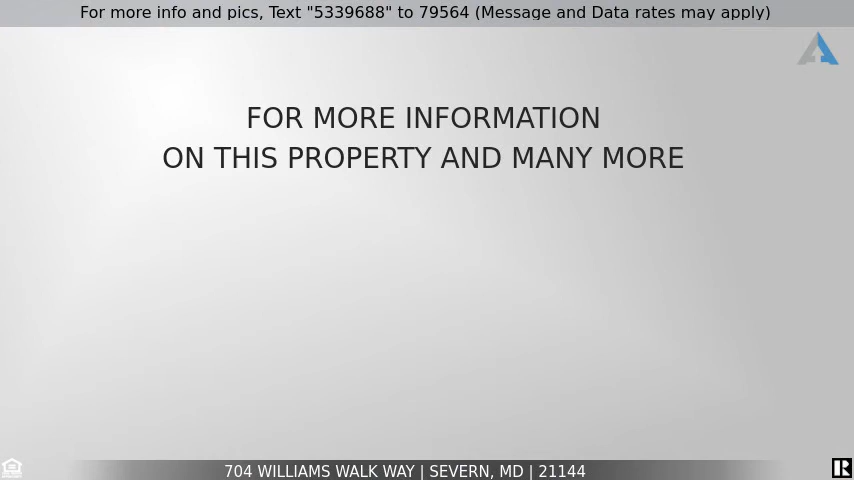 For more info and pics, Text "5339688" to 79564 (Message and Data rates may apply)
FOR MORE INFORMATION
ON THIS PROPERTY AND MANY MORE
704 WILLIAMS WALK WAY | SEVERN, MD | 21144